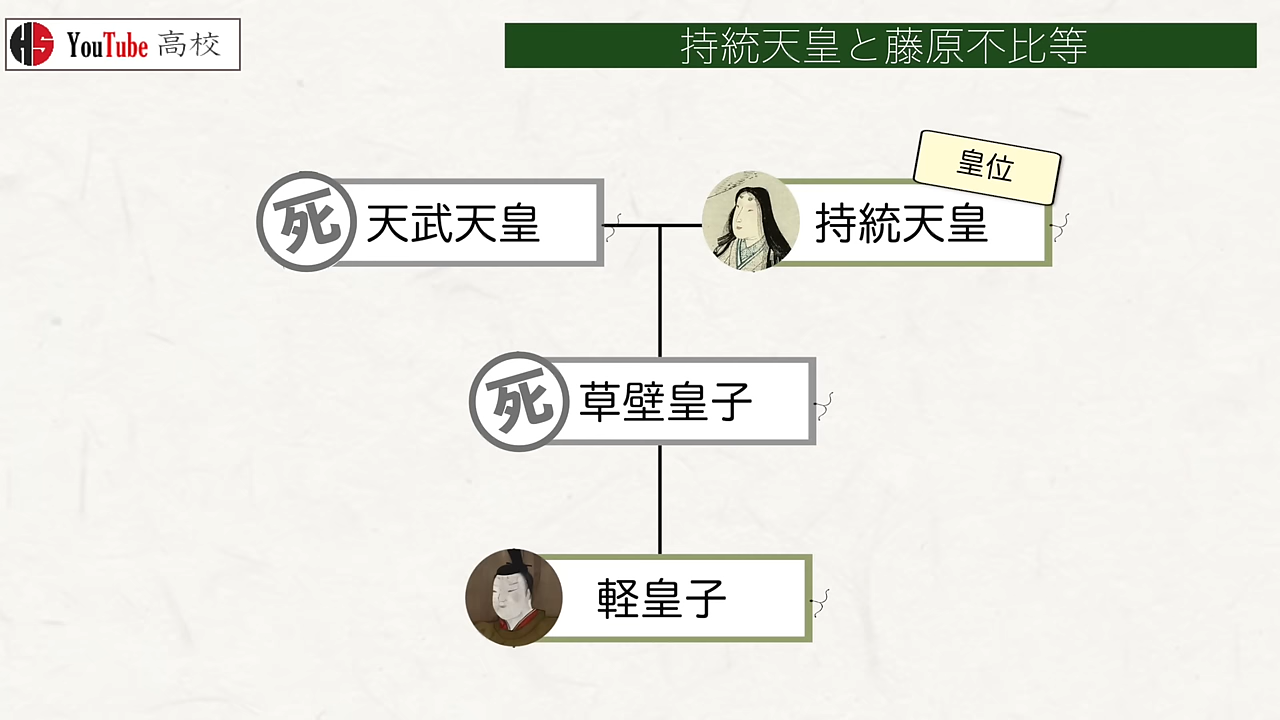 HS YouTube 高校
持統天皇と藤原不比等
皇位
死 天武天皇
持統天皇
死 草壁皇子
軽皇子